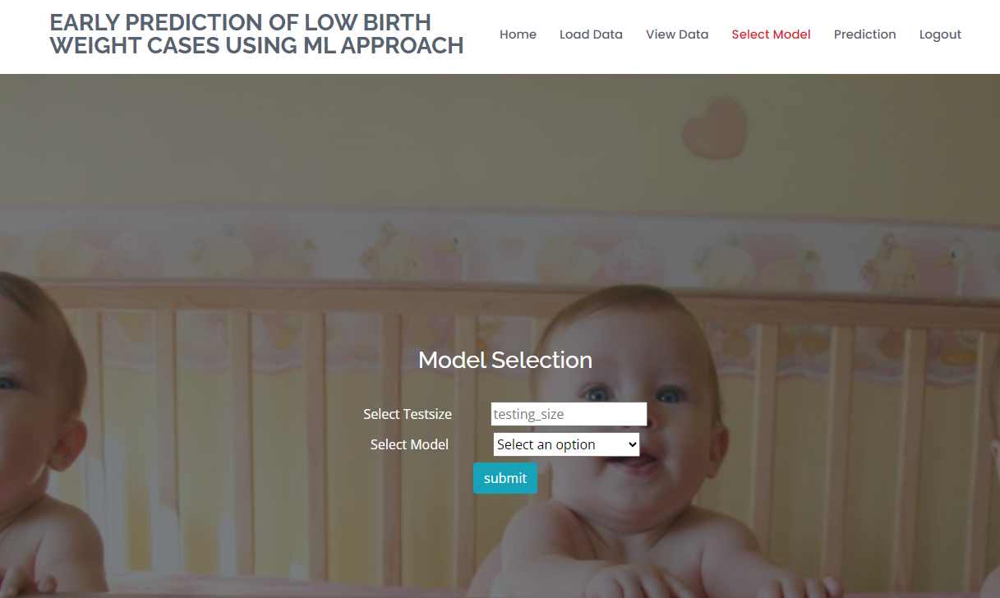 EARLY PREDICTION OF LOW BIRTH
WEIGHT CASES USING ML APPROACH
Home Load Data View Data Select Model Prediction Logout
Model Selection
Select Testsize testing_size
Select Model Select an option
submit